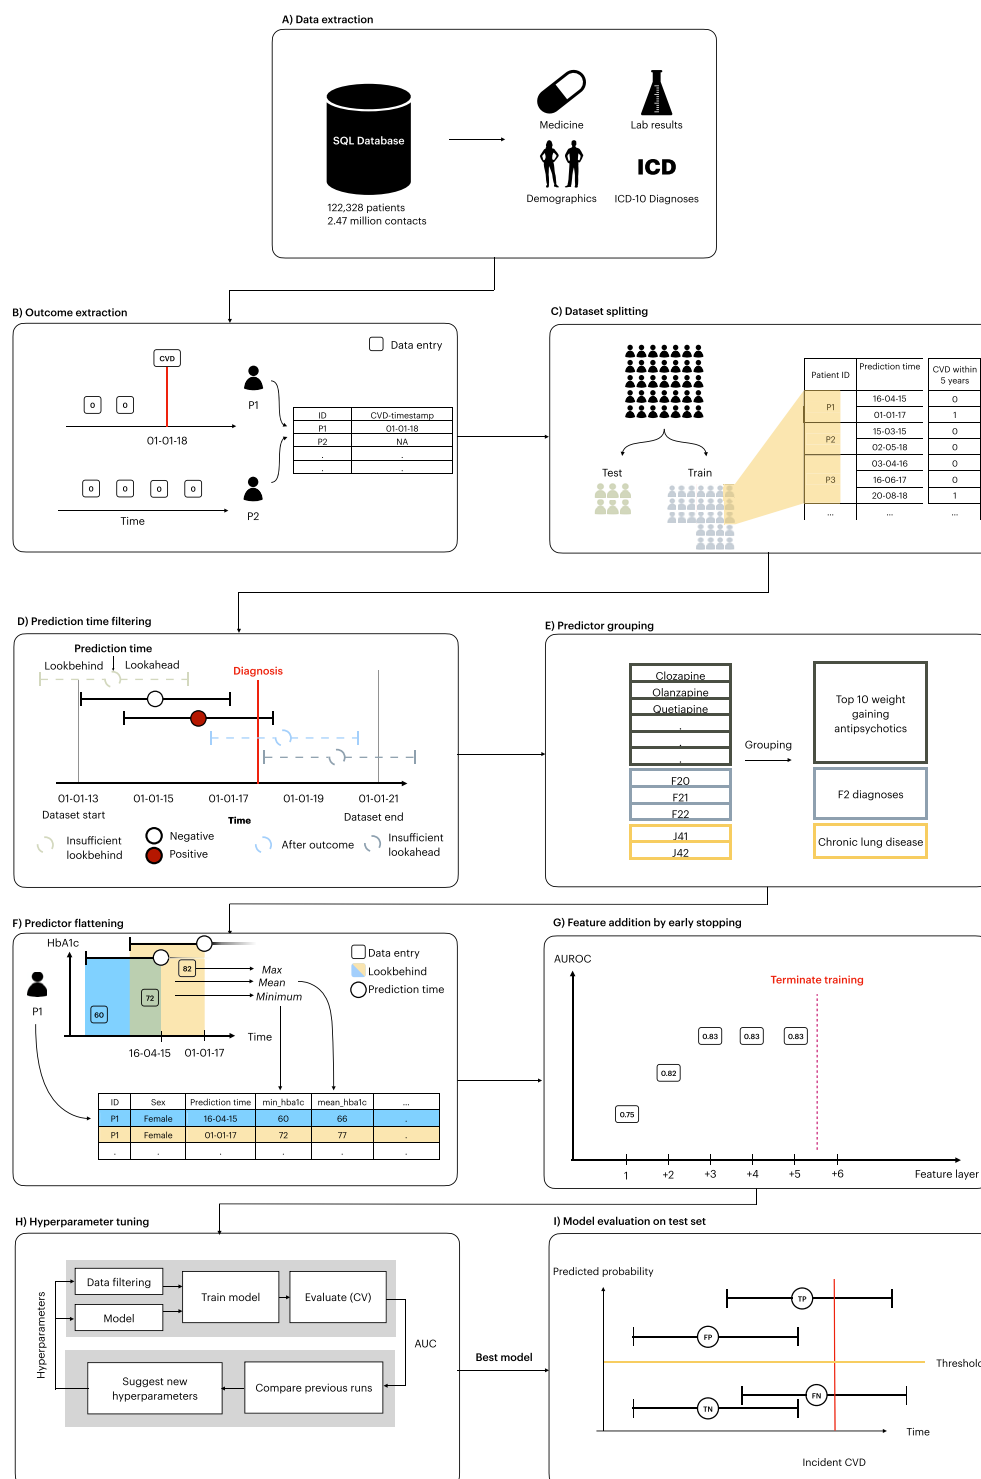 A) Data extraction
SQL Database
122,328 patients
2.47 million contacts
Medicine
Lab results
ICD
Demographics
ICD-10 Diagnoses
B) Outcome extraction
Data entry
CVD
0 0
P1
01-01-18
0 0 0 0
P2
Time
ID CVD-timestamp
P1 01-01-18
P2 NA
. .
. .
C) Dataset splitting
Test
Train
Patient ID Prediction time CVD within 5 years
P1 16-04-15 0
01-01-17 1
P2 15-03-15 0
02-05-18 0
P3 03-04-16 0
16-06-17 0
20-08-18 1
... ... ...
D) Prediction time filtering
Prediction time
Lookbehind Lookahead
Diagnosis
01-01-13 01-01-15 01-01-17 01-01-19 01-01-21
Dataset start
Time
Dataset end
Insufficient lookbehind
Negative
Positive
After outcome
Insufficient lookahead
E) Predictor grouping
Clozapine
Olanzapine
Quetiapine
.
.
.
F20
F21
F22
J41
J42
Grouping
Top 10 weight
gaining
antipsychotics
F2 diagnoses
Chronic lung disease
F) Predictor flattening
HbA1c
P1
60
72
82
Max
Mean
Minimum
Data entry
Lookbehind
Prediction time
Time
16-04-15 01-01-17
ID Sex Prediction time min_hba1c mean_hba1c ...
P1 Female 16-04-15 60 66 .
P1 Female 01-01-17 72 77 .
. . . . . .
G) Feature addition by early stopping
AUROC
Terminate training
0.75
0.82
0.83
0.83
0.83
1 +2 +3 +4 +5 +6
Feature layer
H) Hyperparameter tuning
Hyperparameters
Data filtering
Model
Train model
Evaluate (CV)
AUC
Suggest new
hyperparameters
Compare previous runs
Best model
I) Model evaluation on test set
Predicted probability
TP
FP
Threshold
FN
TN
Time
Incident CVD